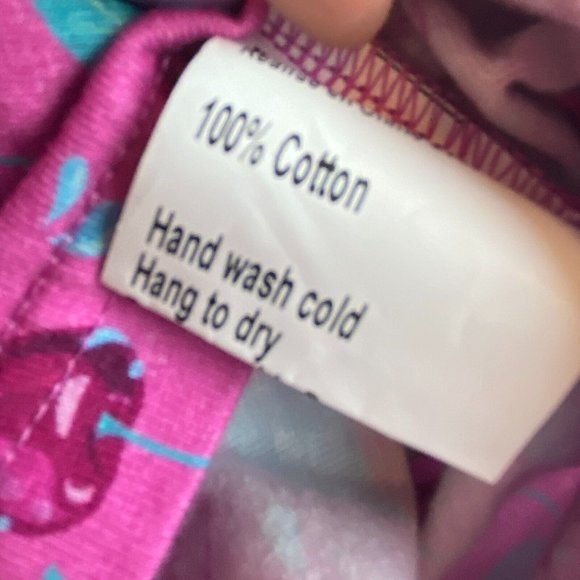 100% Cotton
Hand wash cold
Hang to dry